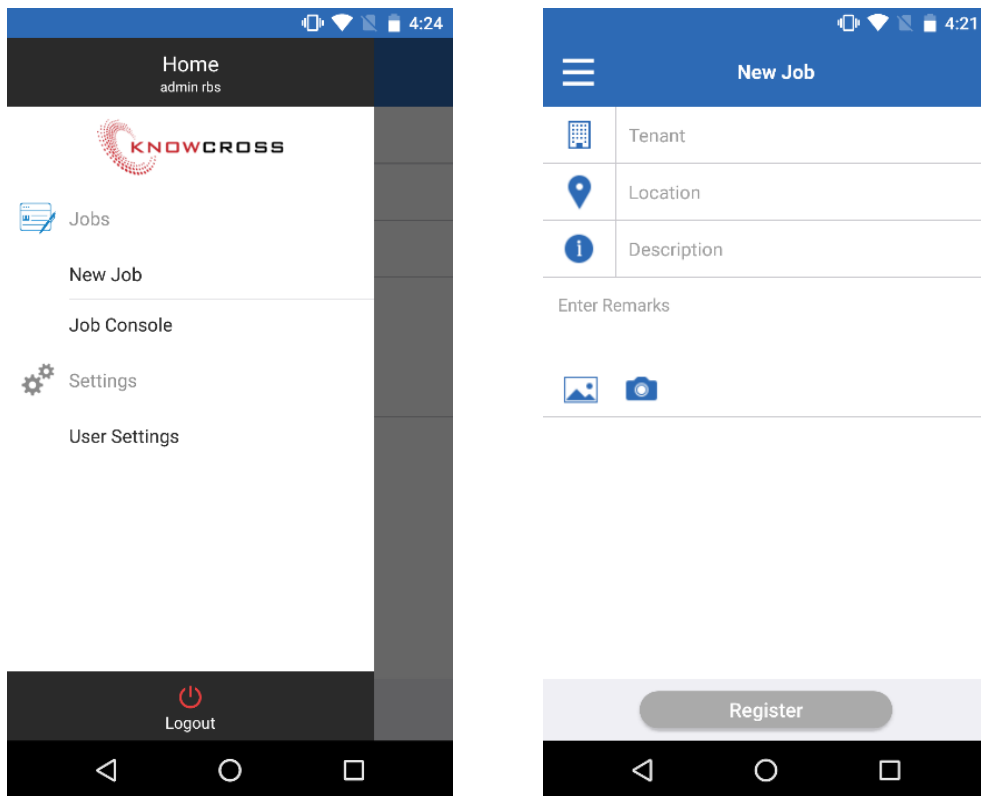 4:24
Home
admin rbs
KNOWCROSS
Jobs
New Job
Job Console
Settings
User Settings
Logout
4:21
New Job
Tenant
Location
Description
Enter Remarks
Register